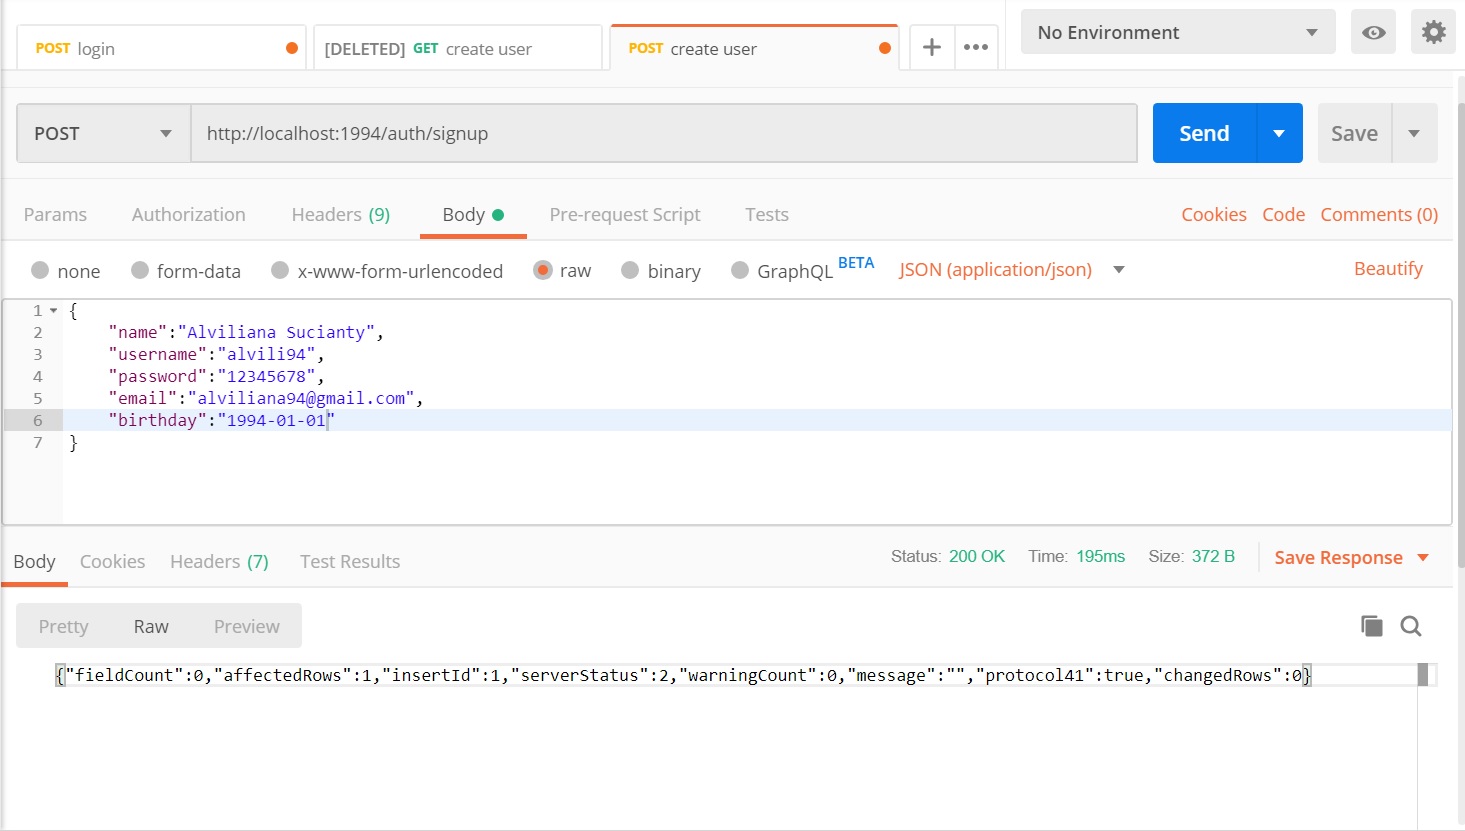 POST login
[DELETED] GET create user
POST create user
No Environment
POST
http://localhost:1994/auth/signup
Send
Save
Params Authorization Headers (9) Body Pre-request Script Tests Cookies Code Comments (0)
none form-data x-www-form-urlencoded raw binary GraphQL BETA JSON (application/json) Beautify
1 {
2 "name":"Alviliana Sucianty",
3 "username":"alvili94",
4 "password":"12345678",
5 "email":"alviliana94@gmail.com",
6 "birthday":"1994-01-01"
7 }
Body Cookies Headers (7) Test Results Status: 200 OK Time: 195ms Size: 372 B Save Response
Pretty Raw Preview
{"fieldCount":0,"affectedRows":1,"insertId":1,"serverStatus":2,"warningCount":0,"message":"","protocol41":true,"changedRows":0}